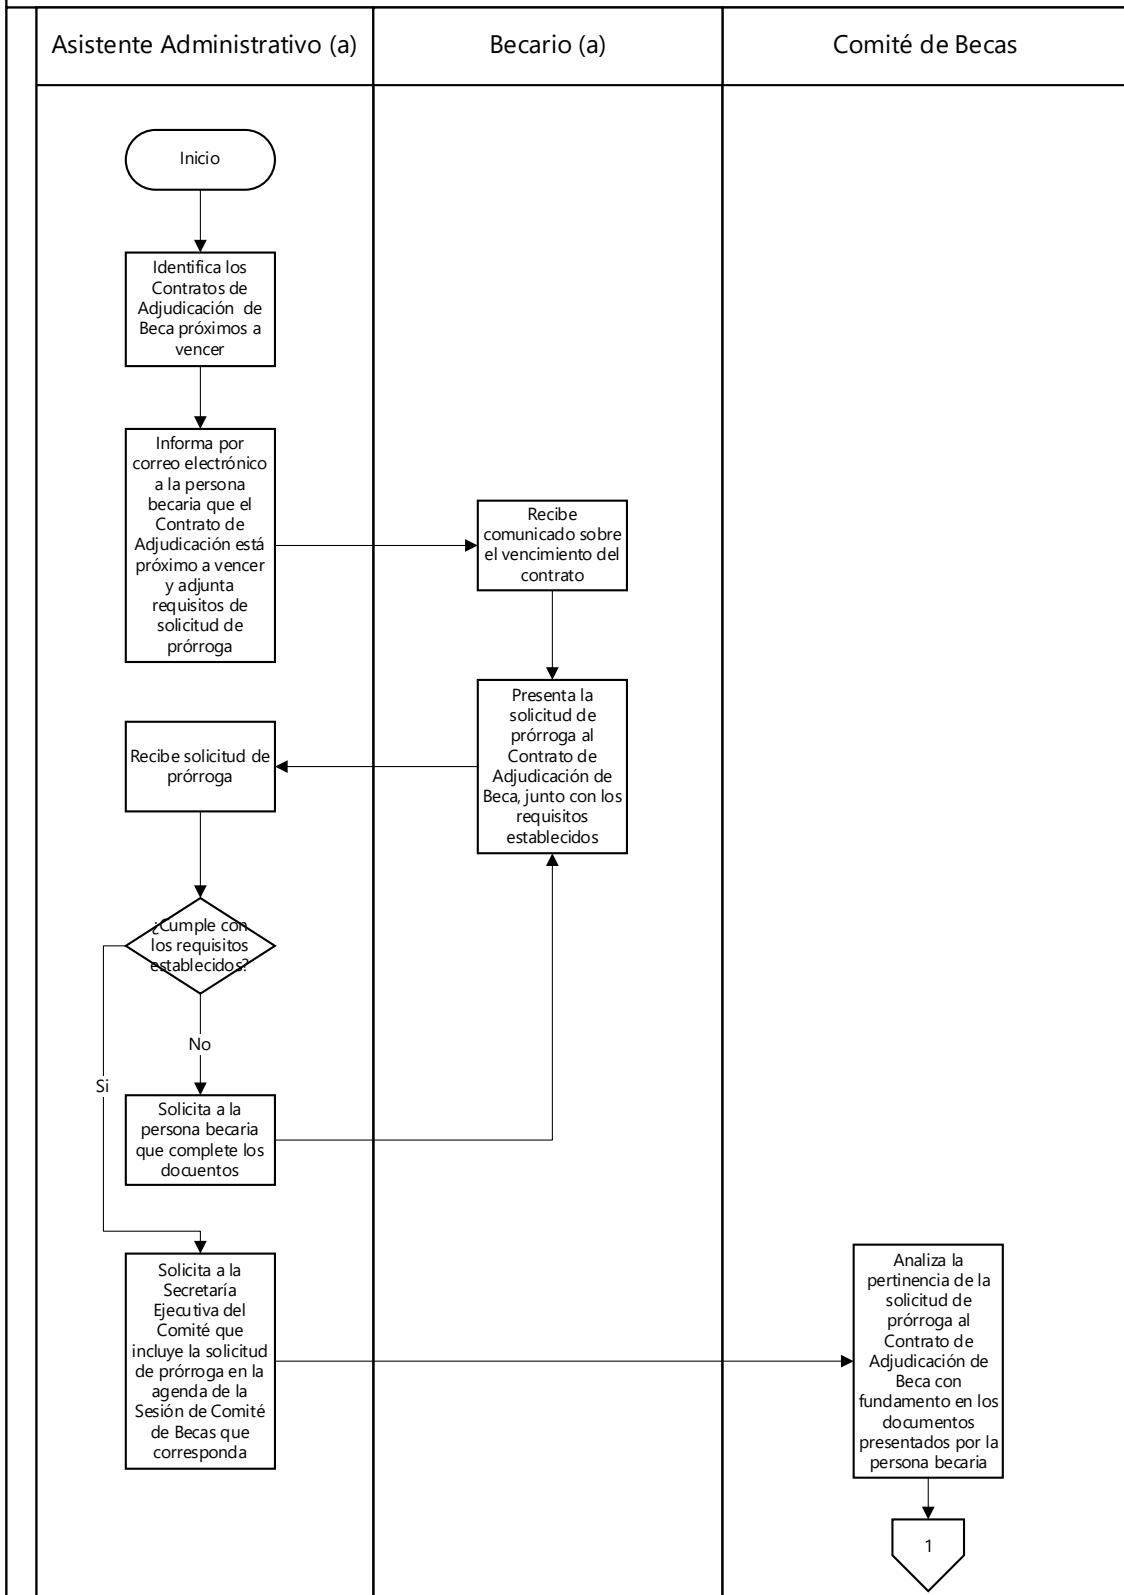 Asistente Administrativo (a)
Becario (a)
Comité de Becas
Inicio
Identifica los
Contratos de
Adjudicación de
Beca próximos a
vencer
Informa por
correo electrónico
a la persona
becaria que el
Contrato de
Adjudicación está
próximo a vencer
y adjunta
requisitos de
solicitud de
prórroga
Recibe
comunicado sobre
el vencimiento del
contrato
Presenta la
solicitud de
prórroga al
Contrato de
Adjudicación de
Beca, junto con los
requisitos
establecidos
Recibe solicitud de
prórroga
¿Cumple con
los requisitos
establecidos?
No
Si
Solicita a la
persona becaria
que complete los
docuentos
Solicita a la
Secretaría
Ejecutiva del
Comité que
incluye la solicitud
de prórroga en la
agenda de la
Sesión de Comité
de Becas que
corresponda
Analiza la
pertinencia de la
solicitud de
prórroga al
Contrato de
Adjudicación de
Beca con
fundamento en los
documentos
presentados por la
persona becaria
1